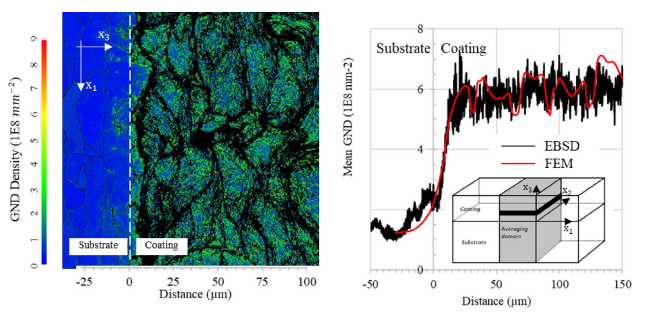 GND Density (1E8 mm⁻²)
9
8
7
6
5
4
3
2
1
0
x₃
x₁
Substrate
Coating
-25
0
25
50
75
100
Distance (µm)
Mean GND (1E8 mm-2)
8
6
4
2
0
Substrate
Coating
EBSD
FEM
x₃
x₂
x₁
Coating
Substrate
Averaging
domain
-50
0
50
100
150
Distance (µm)